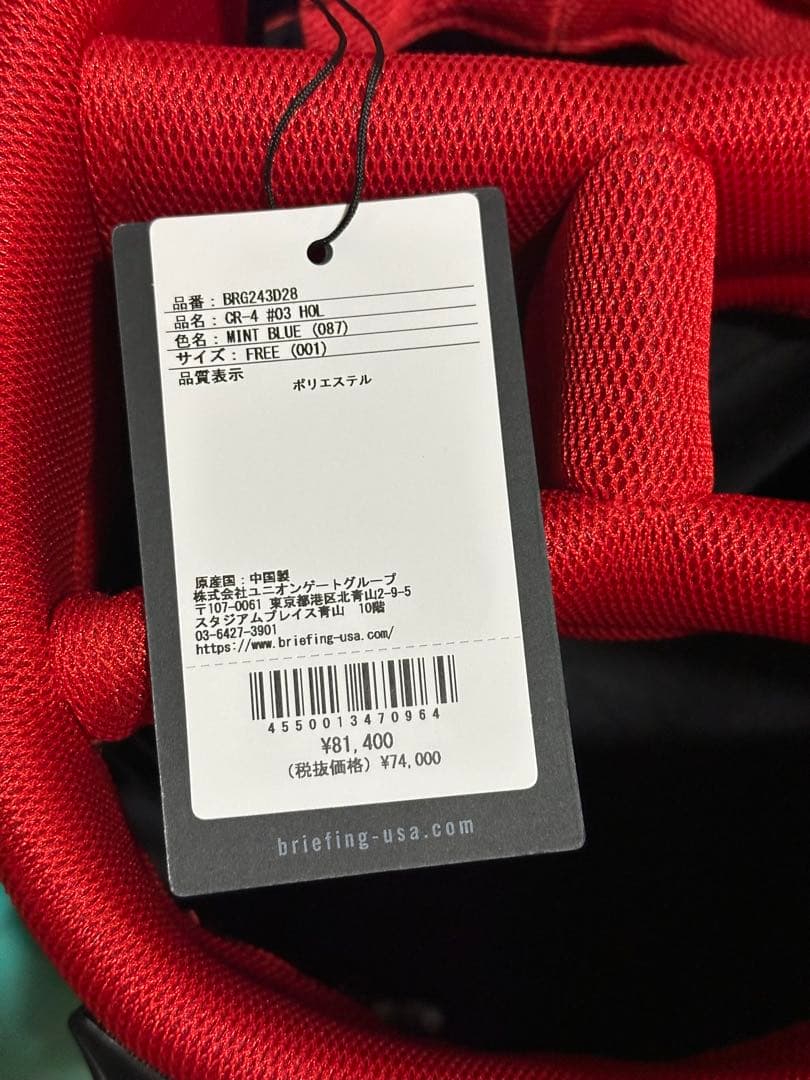 品番：BRG243D28
品名：CR-4 #03 HOL
色名：MINT BLUE (087)
サイズ：FREE (001)
品質表示
ポリエステル
原産国：中国製
株式会社ユニオンゲートグループ
〒107-0061 東京都港区北青山2-9-5
スタジアムプレイス青山 10階
03-6427-3901
https://www.briefing-usa.com/
4550013470964
¥81,400
(税抜価格) ¥74,000
briefing-usa.com